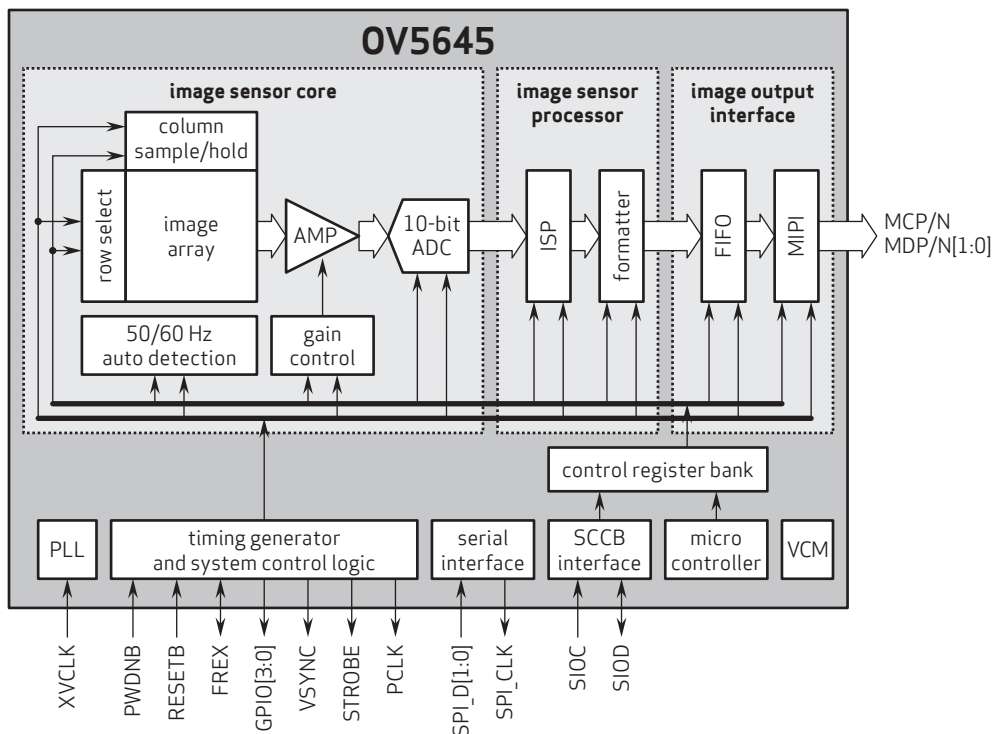 OV5645
image sensor core
image sensor
processor
image output
interface
column
sample/hold
row select
image
array
AMP
10-bit
ADC
ISP
formatter
FIFO
MIPI
MCP/N
MDP/N[1:0]
50/60 Hz
auto detection
gain
control
control register bank
PLL
timing generator
and system control logic
serial
interface
SCCB
interface
micro
controller
VCM
XVCLK
PWDNB
RESETB
FREX
GPIO[3:0]
VSYNC
STROBE
PCLK
SPI_D[1:0]
SPI_CLK
SIOC
SIOD